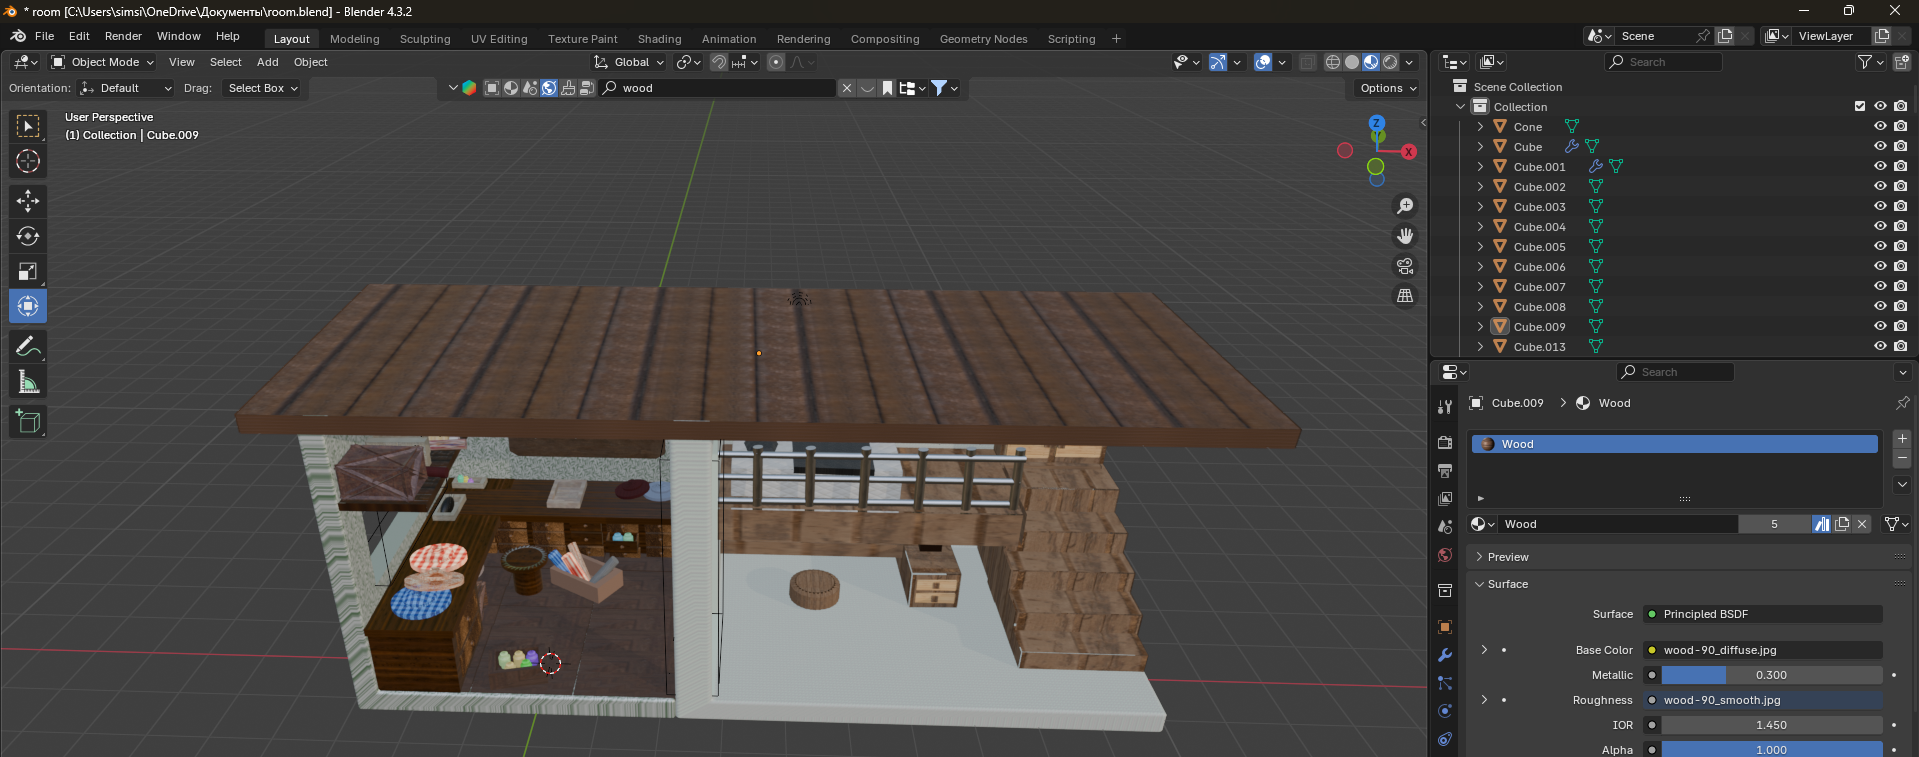 * room [C:\Users\simsi\OneDrive\Документы\room.blend] - Blender 4.3.2
File Edit Render Window Help Layout Modeling Sculpting UV Editing Texture Paint Shading Animation Rendering Compositing Geometry Nodes Scripting + Scene ViewLayer
Object Mode View Select Add Object Global Search
Orientation: Default Drag: Select Box wood Options
User Perspective
(1) Collection | Cube.009
Z
X
Scene Collection
Collection
Cone
Cube
Cube.001
Cube.002
Cube.003
Cube.004
Cube.005
Cube.006
Cube.007
Cube.008
Cube.009
Cube.013
Search
Cube.009 > Wood
Wood
Wood 5
Preview
Surface
Surface Principled BSDF
Base Color wood-90_diffuse.jpg
Metallic 0.300
Roughness wood-90_smooth.jpg
IOR 1.450
Alpha 1.000